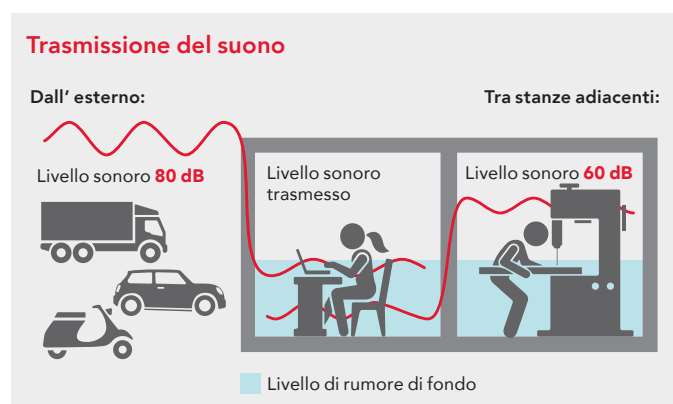 Trasmissione del suono
Dall' esterno:
Tra stanze adiacenti:
Livello sonoro 80 dB
Livello sonoro
trasmesso
Livello sonoro 60 dB
Livello di rumore di fondo